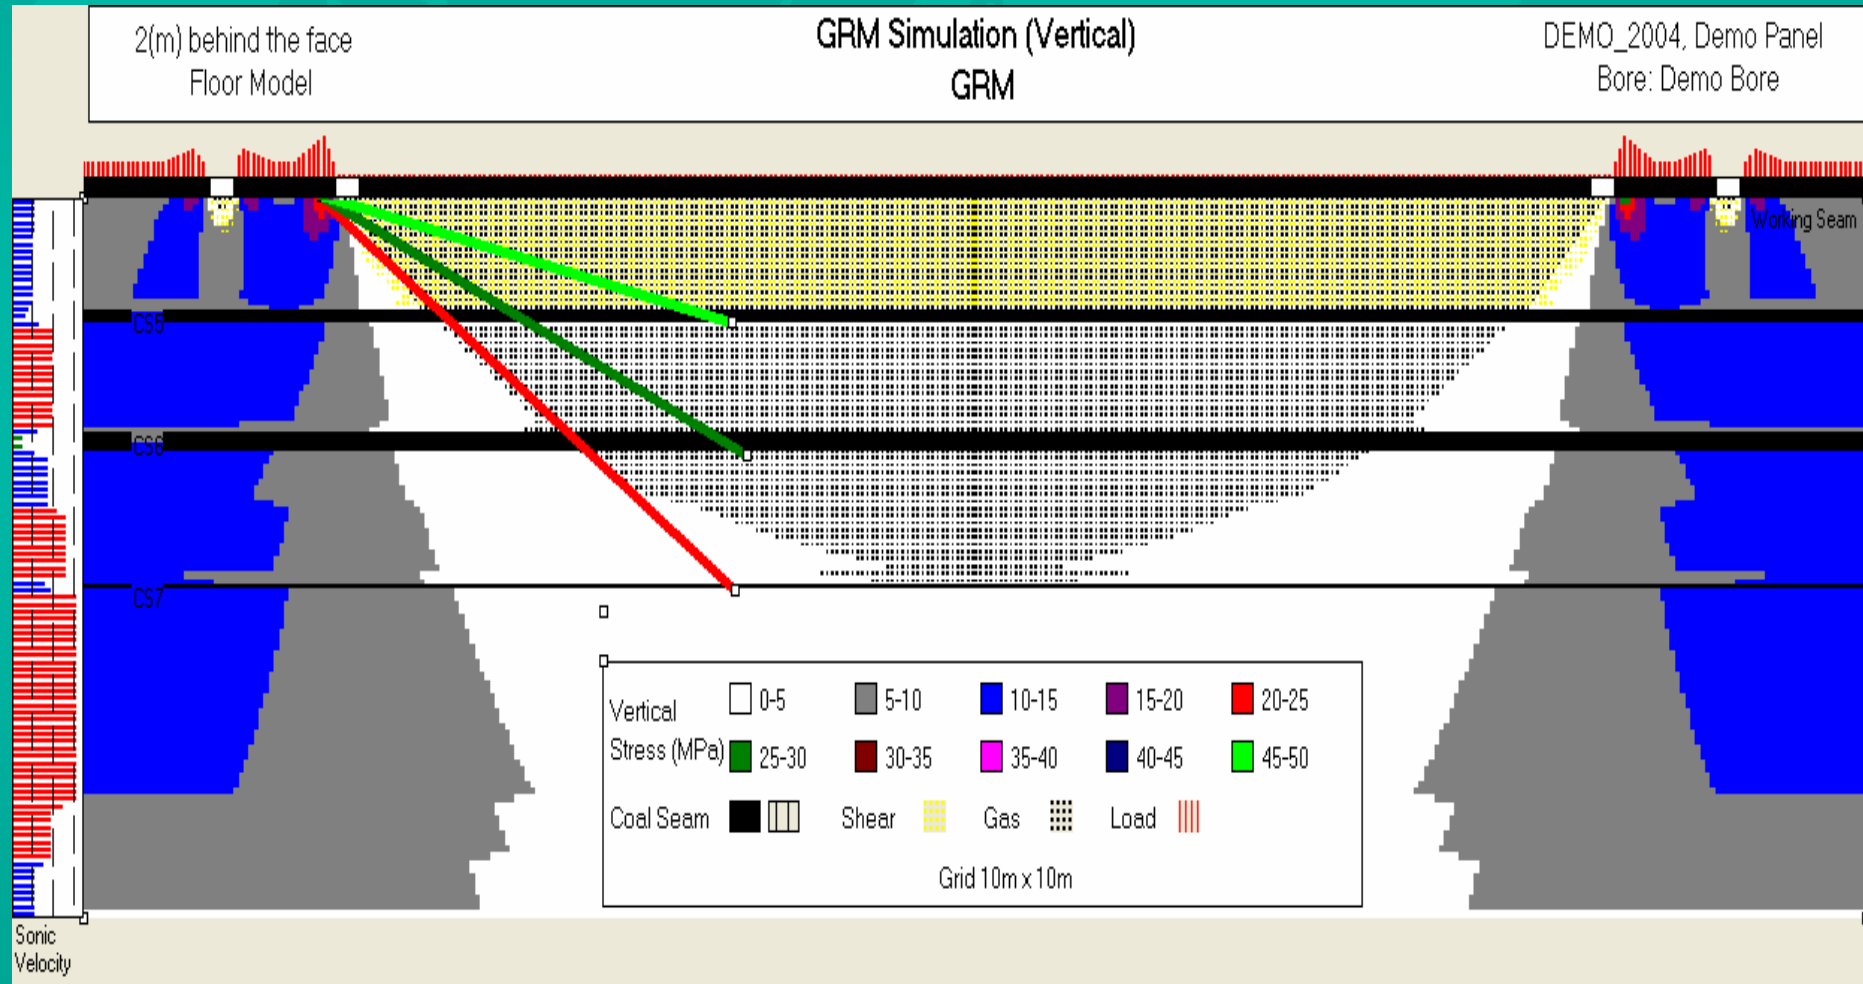 2(m) behind the face
Floor Model
GRM Simulation (Vertical)
GRM
DEMO_2004, Demo Panel
Bore: Demo Bore
Working Seam
CS5
CS6
CS7
Vertical
Stress (MPa)
0-5
5-10
10-15
15-20
20-25
25-30
30-35
35-40
40-45
45-50
Coal Seam
Shear
Gas
Load
Grid 10m x 10m
Sonic
Velocity